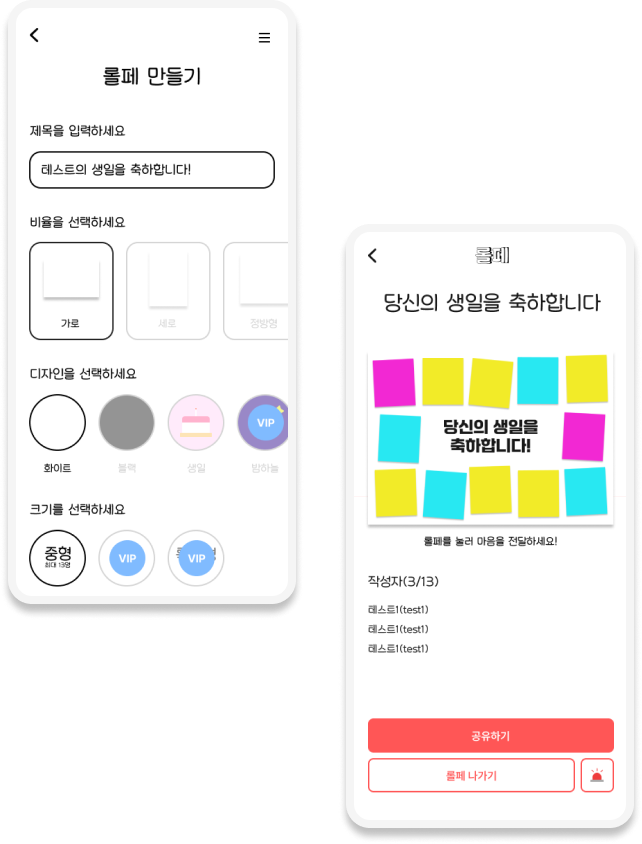 롤페 만들기
제목을 입력하세요
테스트의 생일을 축하합니다!
비율을 선택하세요
가로
세로
정방형
디자인을 선택하세요
VIP
화이트
블랙
생일
밤하늘
크기를 선택하세요
중형
최대 13명
VIP
VIP
롤페
당신의 생일을 축하합니다
당신의 생일을
축하합니다!
롤페를 눌러 마음을 전달하세요!
작성자(3/13)
테스트1(test1)
테스트1(test1)
테스트1(test1)
공유하기
롤페 나가기